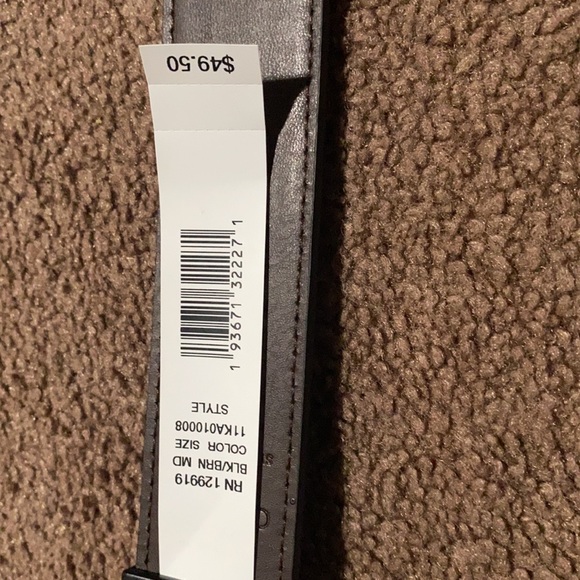 RN 129919
BLK/BRN MD
COLOR SIZE
11KA010008
STYLE
1 93671 32227 1
$49.50